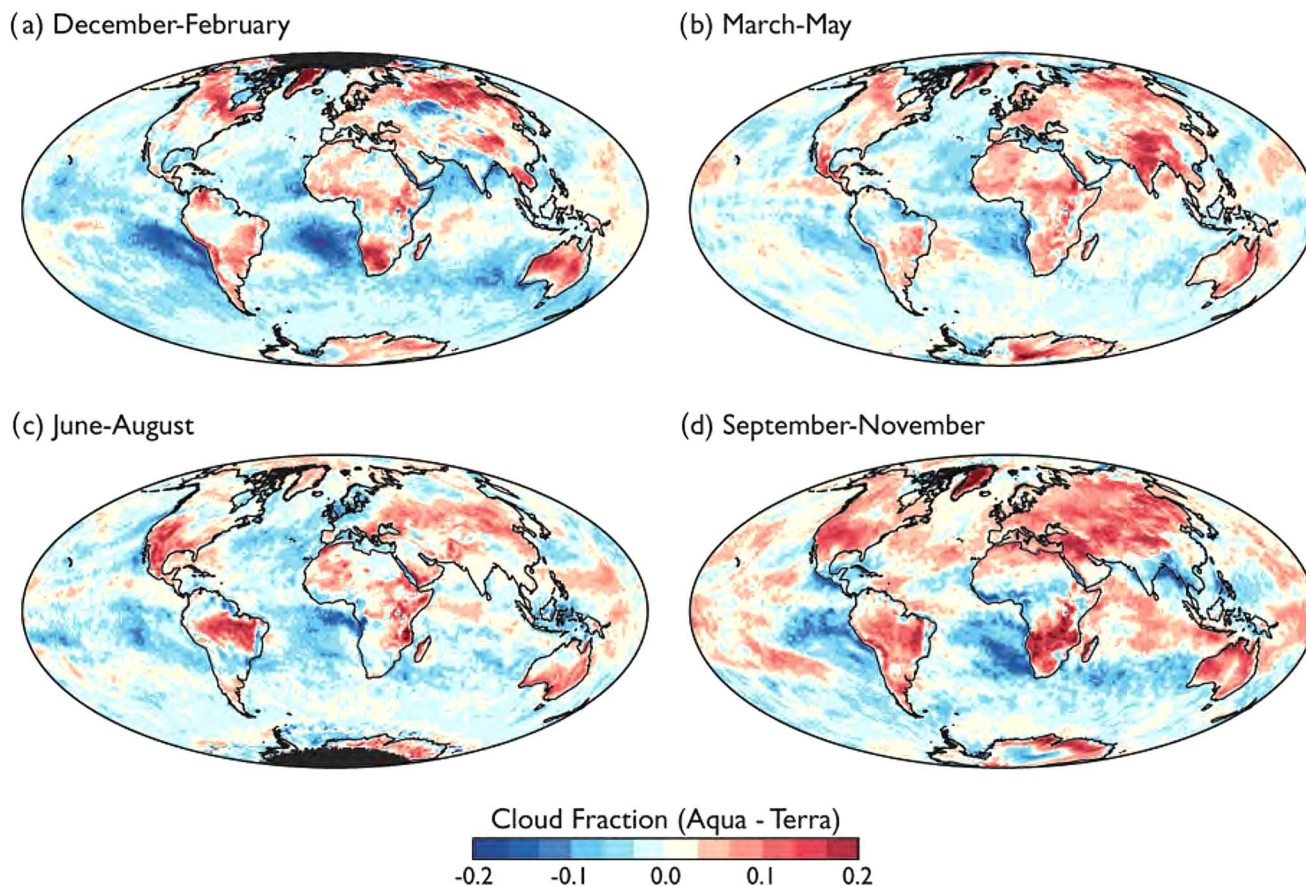 (a) December-February
(b) March-May
(c) June-August
(d) September-November
Cloud Fraction (Aqua - Terra)
-0.2 -0.1 0.0 0.1 0.2